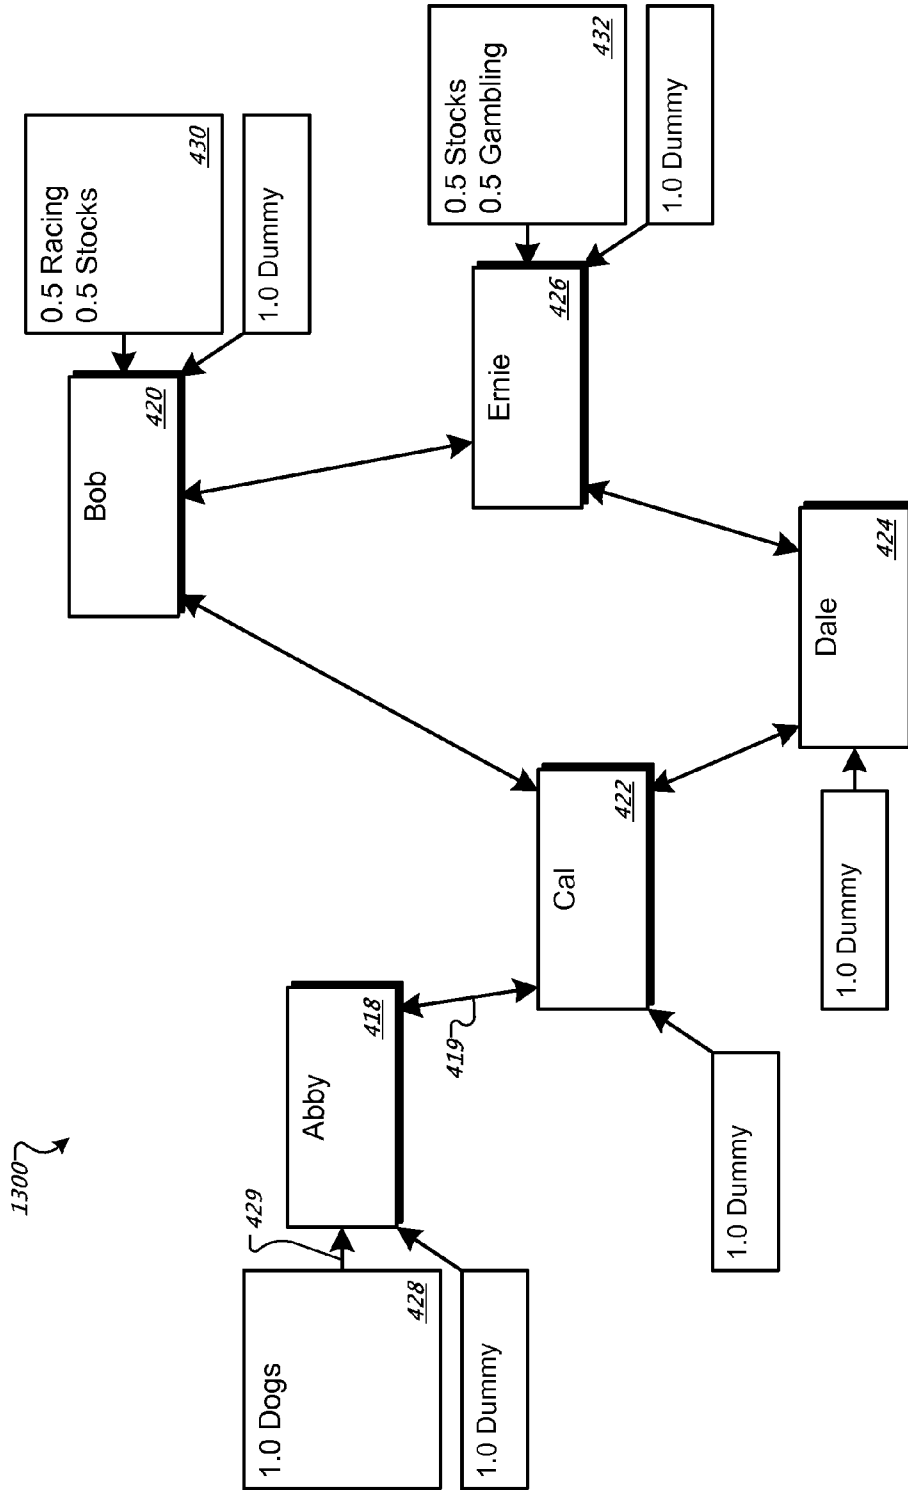 1300
0.5 Racing
0.5 Stocks
430
1.0 Dummy
Bob
420
0.5 Stocks
0.5 Gambling
432
1.0 Dummy
Ernie
426
1.0 Dogs
428
429
1.0 Dummy
Abby
418
419
Cal
422
1.0 Dummy
Dale
424
1.0 Dummy